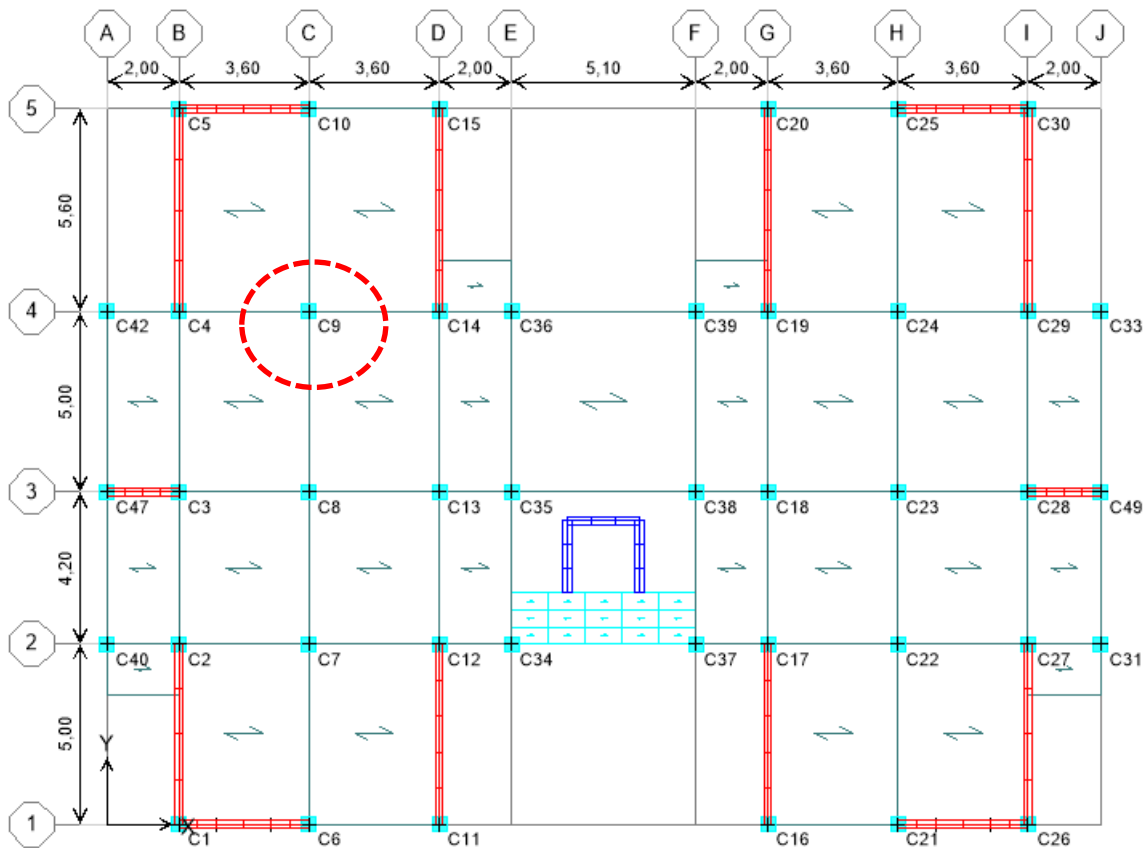 A B C D E F G H I J
2,00 3,60 3,60 2,00 5,10 2,00 3,60 3,60 2,00
5
C5 C10 C15 C20 C25 C30
5,60
4
C42 C4 C9 C14 C36 C39 C19 C24 C29 C33
5,00
3
C47 C3 C8 C13 C35 C38 C18 C23 C28 C49
4,20
2
C40 C2 C7 C12 C34 C37 C17 C22 C27 C31
5,00
Y
1
X
C1 C6 C11 C16 C21 C26